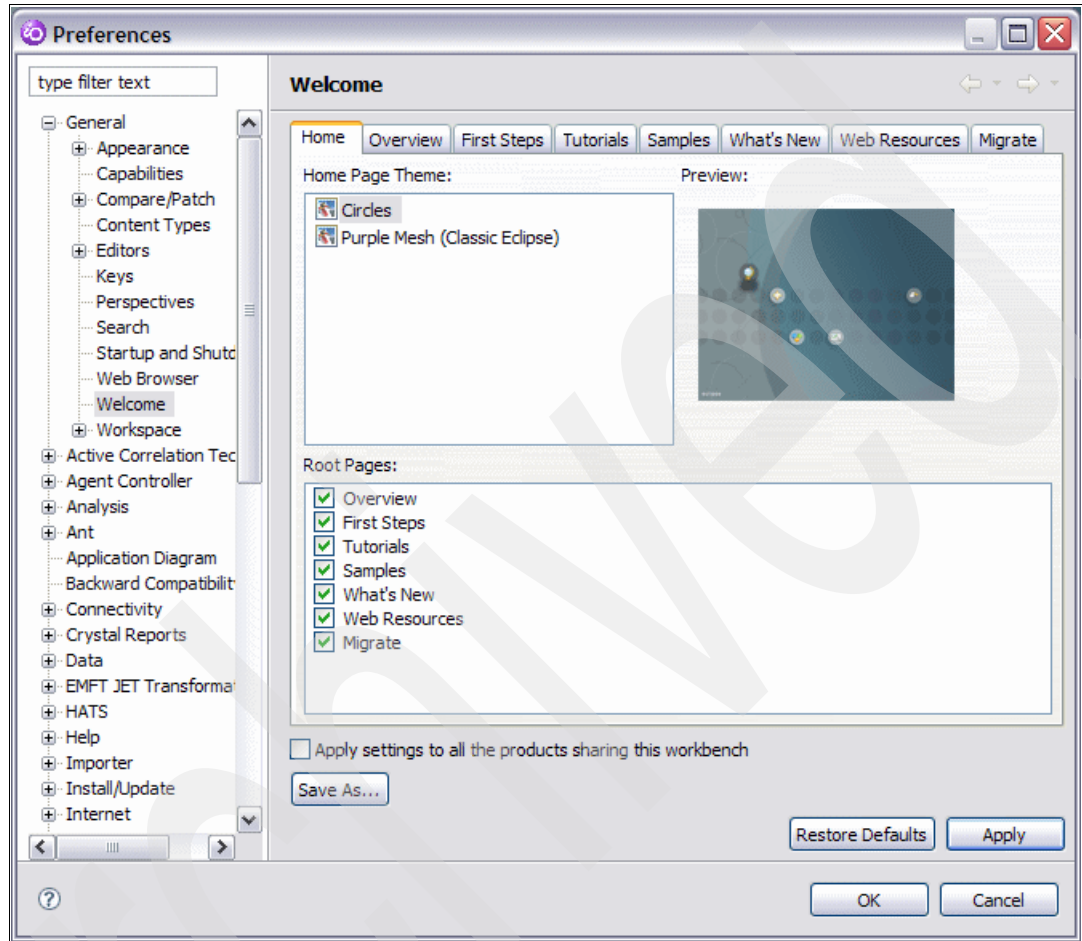 Preferences
type filter text
Welcome
General
Appearance
Capabilities
Compare/Patch
Content Types
Editors
Keys
Perspectives
Search
Startup and Shutd
Web Browser
Welcome
Workspace
Active Correlation Tec
Agent Controller
Analysis
Ant
Application Diagram
Backward Compatibilit
Connectivity
Crystal Reports
Data
EMFT JET Transforma
HATS
Help
Importer
Install/Update
Internet
Home Overview First Steps Tutorials Samples What's New Web Resources Migrate
Home Page Theme: Preview:
Circles
Purple Mesh (Classic Eclipse)
Root Pages:
Overview
First Steps
Tutorials
Samples
What's New
Web Resources
Migrate
Apply settings to all the products sharing this workbench
Save As...
Restore Defaults Apply
OK Cancel